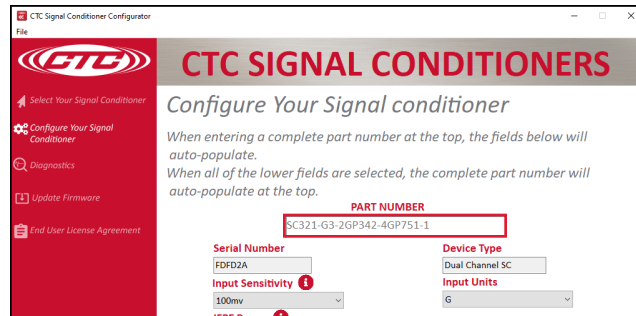 CTC Signal Conditioner Configurator
File
CTC
CTC SIGNAL CONDITIONERS
Select Your Signal Conditioner
Configure Your Signal
Conditioner
Diagnostics
Update Firmware
End User License Agreement
Configure Your Signal conditioner
When entering a complete part number at the top, the fields below will
auto-populate.
When all of the lower fields are selected, the complete part number will
auto-populate at the top.
PART NUMBER
SC321-G3-2GP342-4GP751-1
Serial Number
Device Type
FDFD2A
Dual Channel SC
Input Sensitivity
Input Units
100mv
G